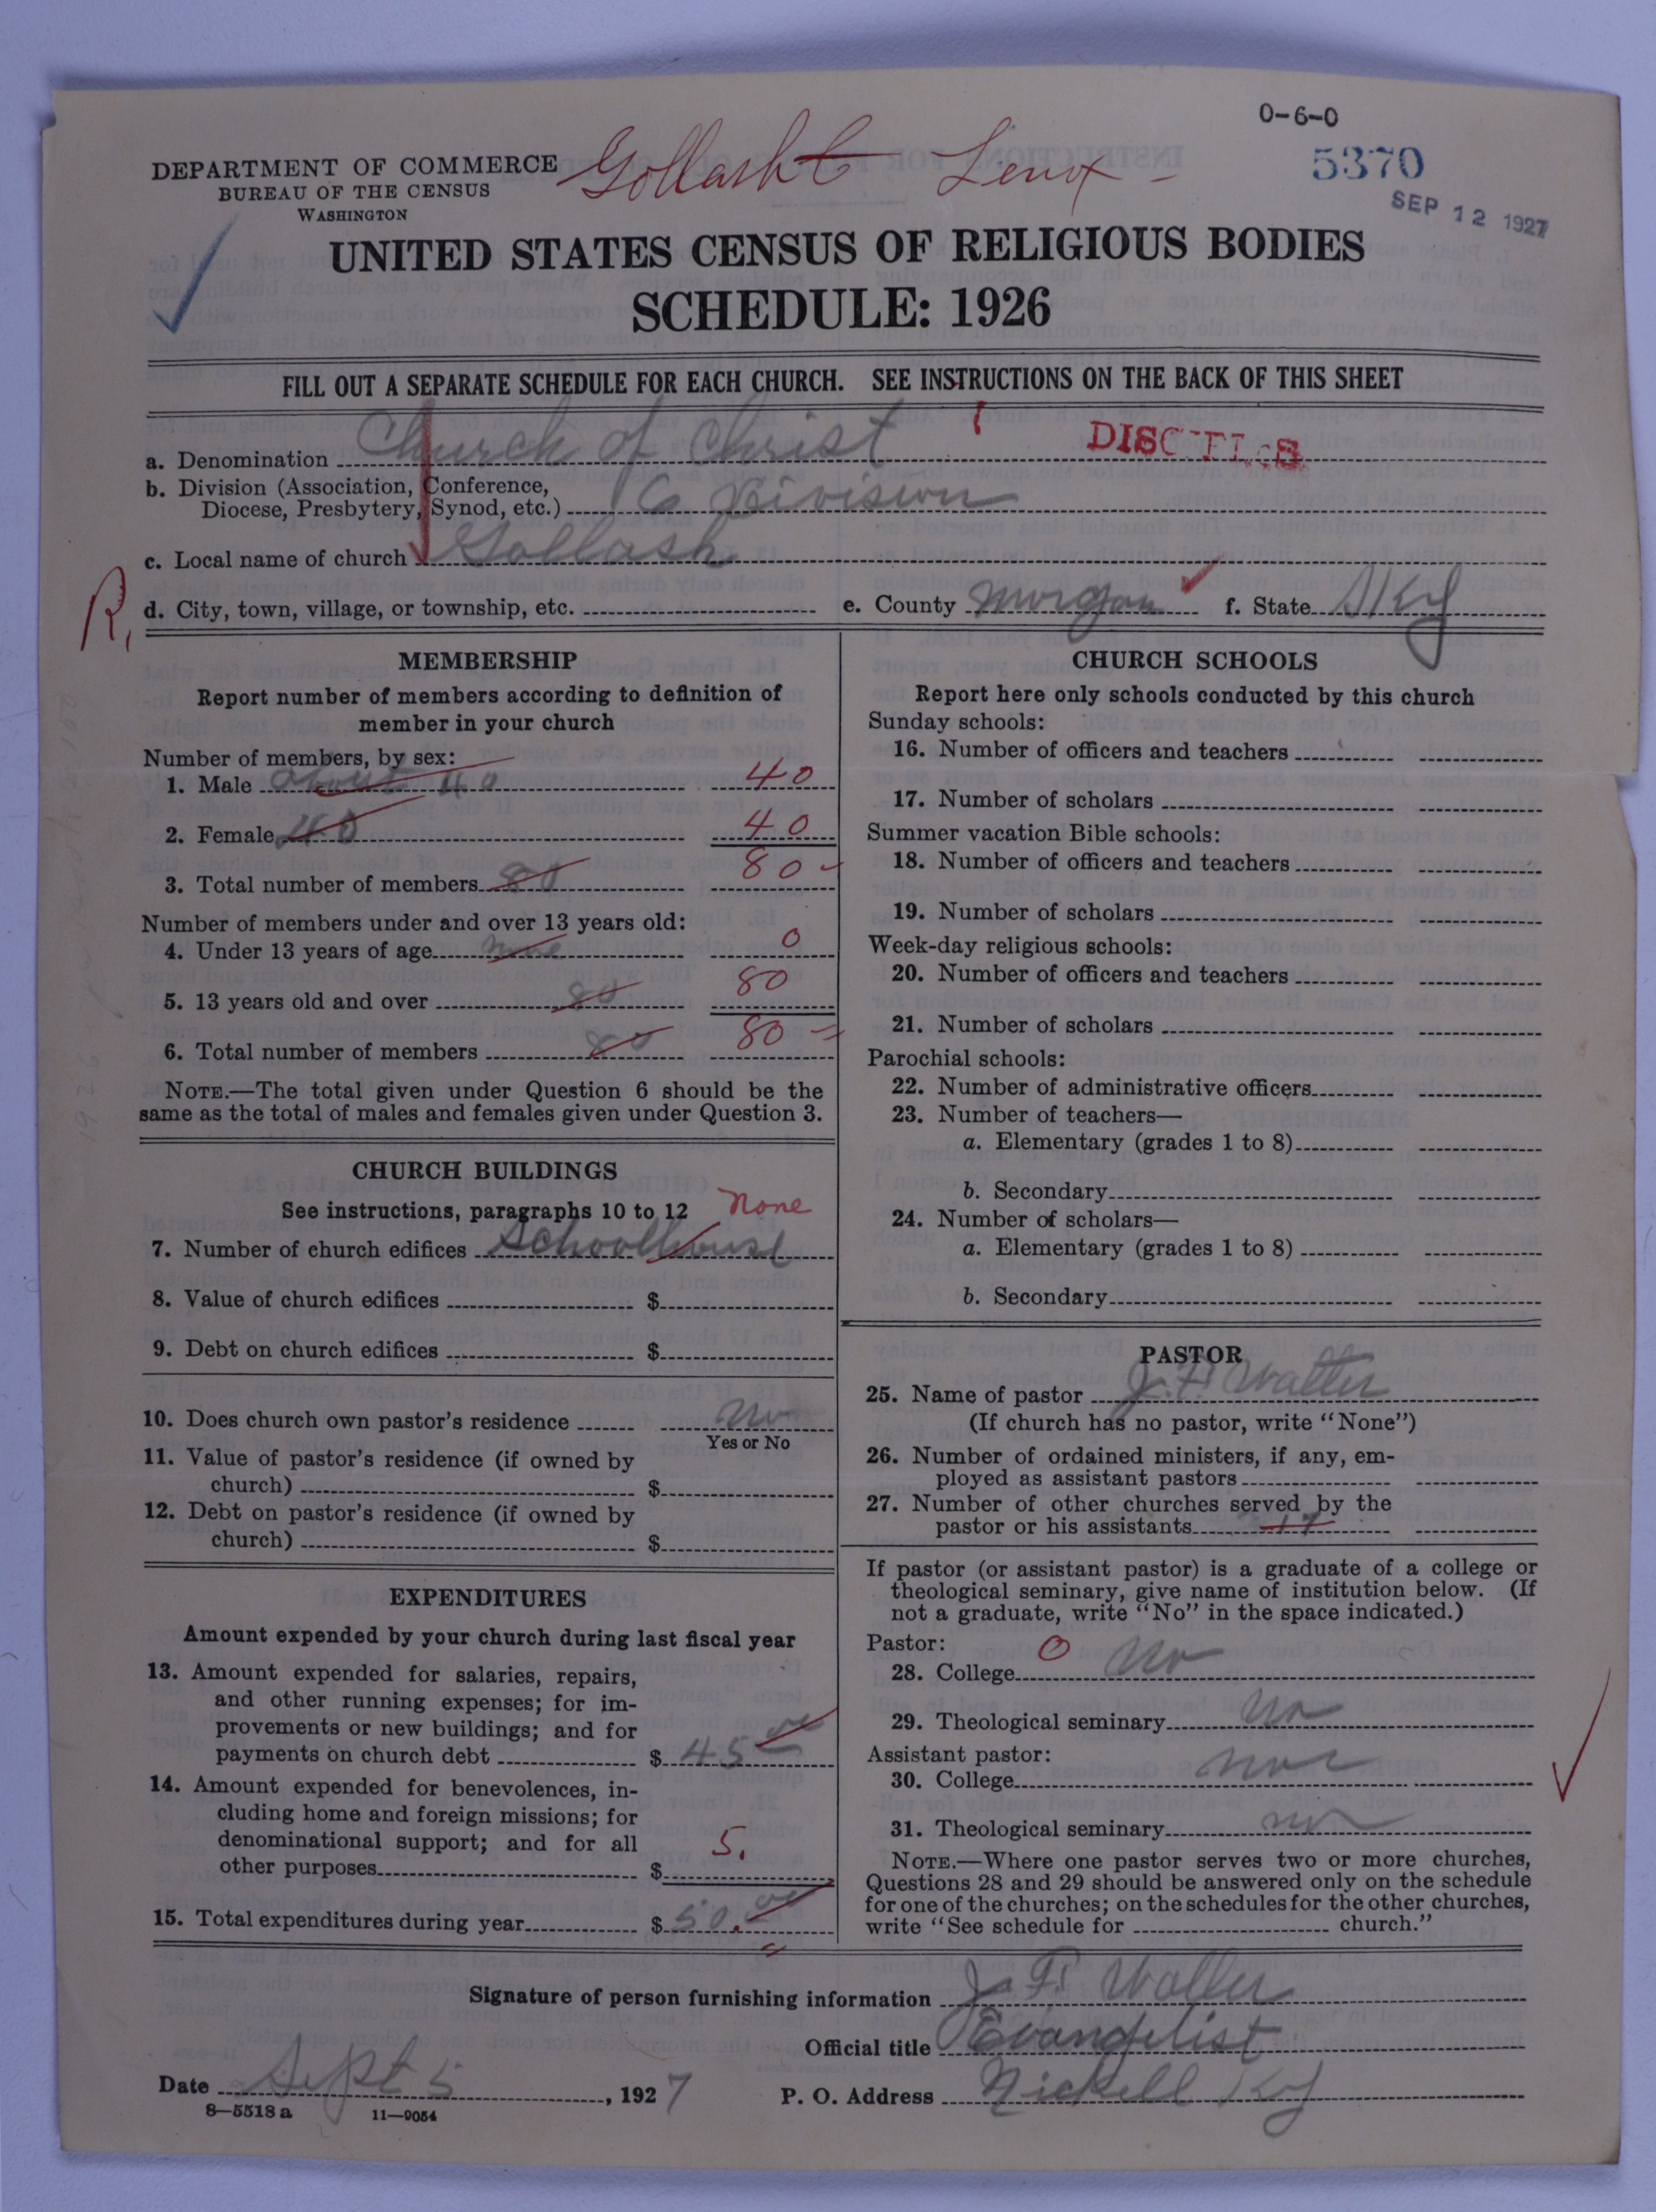 0-6-0
DEPARTMENT OF COMMERCE
BUREAU OF THE CENSUS
WASHINGTON
Gollash Lenox
5370
SEP 12 1927
UNITED STATES CENSUS OF RELIGIOUS BODIES
SCHEDULE: 1926
FILL OUT A SEPARATE SCHEDULE FOR EACH CHURCH. SEE INSTRUCTIONS ON THE BACK OF THIS SHEET
a. Denomination Church of Christ DISCIPLES
b. Division (Association, Conference,
Diocese, Presbytery, Synod, etc.) Division
c. Local name of church Gollash
R.
d. City, town, village, or township, etc. e. County Morgan f. State Ky
MEMBERSHIP
Report number of members according to definition of
member in your church
Number of members, by sex:
1. Male about 40 40
2. Female 40 40
3. Total number of members 80 80
Number of members under and over 13 years old:
4. Under 13 years of age none 0
5. 13 years old and over 80 80
6. Total number of members 80 80
NOTE.—The total given under Question 6 should be the
same as the total of males and females given under Question 3.
CHURCH BUILDINGS
See instructions, paragraphs 10 to 12 None
7. Number of church edifices Schoolhouse
8. Value of church edifices $
9. Debt on church edifices $
10. Does church own pastor's residence No
Yes or No
11. Value of pastor's residence (if owned by
church) $
12. Debt on pastor's residence (if owned by
church) $
EXPENDITURES
Amount expended by your church during last fiscal year
13. Amount expended for salaries, repairs,
and other running expenses; for im-
provements or new buildings; and for
payments on church debt $ 45 00
14. Amount expended for benevolences, in-
cluding home and foreign missions; for
denominational support; and for all
other purposes $ 5.
15. Total expenditures during year $ 50.00
CHURCH SCHOOLS
Report here only schools conducted by this church
Sunday schools:
16. Number of officers and teachers
17. Number of scholars
Summer vacation Bible schools:
18. Number of officers and teachers
19. Number of scholars
Week-day religious schools:
20. Number of officers and teachers
21. Number of scholars
Parochial schools:
22. Number of administrative officers
23. Number of teachers—
a. Elementary (grades 1 to 8)
b. Secondary
24. Number of scholars—
a. Elementary (grades 1 to 8)
b. Secondary
PASTOR
25. Name of pastor J. F. Walter
(If church has no pastor, write "None")
26. Number of ordained ministers, if any, em-
ployed as assistant pastors
27. Number of other churches served by the
pastor or his assistants
If pastor (or assistant pastor) is a graduate of a college or
theological seminary, give name of institution below. (If
not a graduate, write "No" in the space indicated.)
Pastor: 0
28. College No
29. Theological seminary No
Assistant pastor:
30. College
31. Theological seminary no
NOTE.—Where one pastor serves two or more churches,
Questions 28 and 29 should be answered only on the schedule
for one of the churches; on the schedules for the other churches,
write "See schedule for church."
Signature of person furnishing information J. F. Walter
Official title Evangelist
Date Sept 5, 1927 P. O. Address Nickell Ky
8—5518 a 11—9054